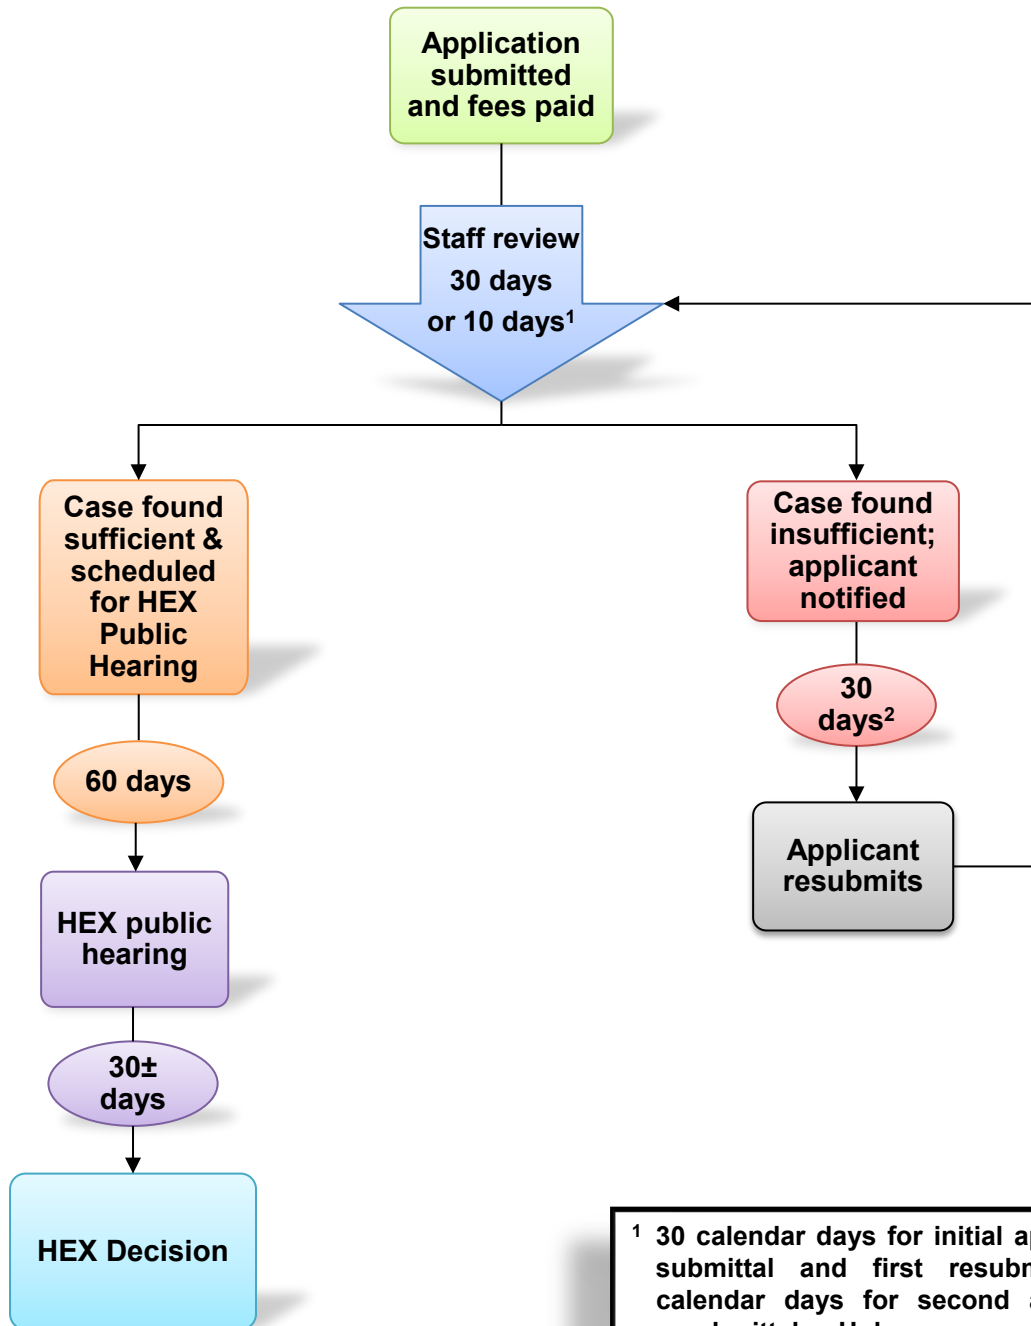 Application
submitted
and fees paid
Staff review
30 days
or 10 days¹
Case found
sufficient &
scheduled
for HEX
Public
Hearing
60 days
HEX public
hearing
30±
days
HEX Decision
Case found
insufficient;
applicant
notified
30
days²
Applicant
resubmits
¹ 30 calendar days for initial
submittal and first
calendar days for second